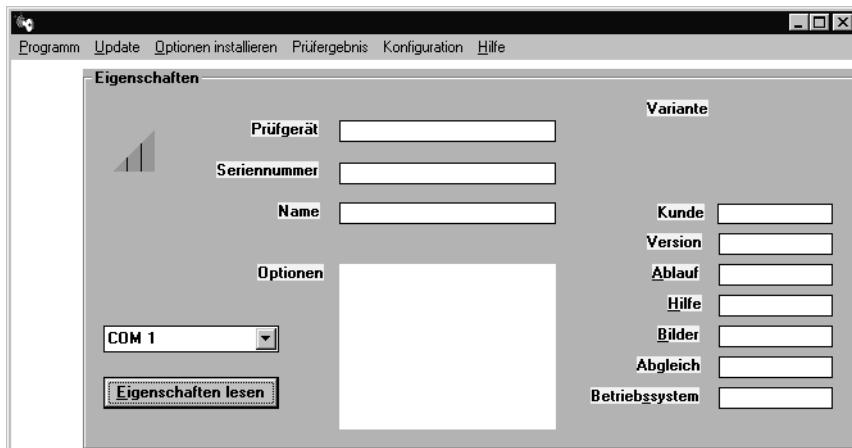 Programm Update Optionen installieren Prüfergebnis Konfiguration Hilfe
Eigenschaften
Variante
Prüfgerät
Seriennummer
Name
Kunde
Version
Optionen
Ablauf
Hilfe
COM 1
Bilder
Abgleich
Eigenschaften lesen
Betriebssystem